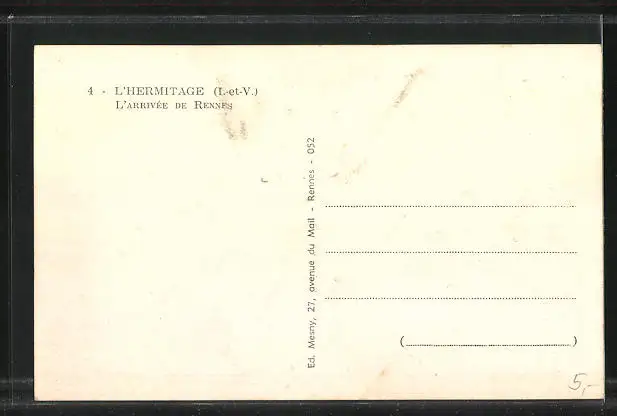 4 - L'HERMITAGE (I.-et-V.)
L'ARRIVÉE DE RENNES
Ed. Mesny, 27, avenue du Mail - Rennes - 052
(                    )
5,-